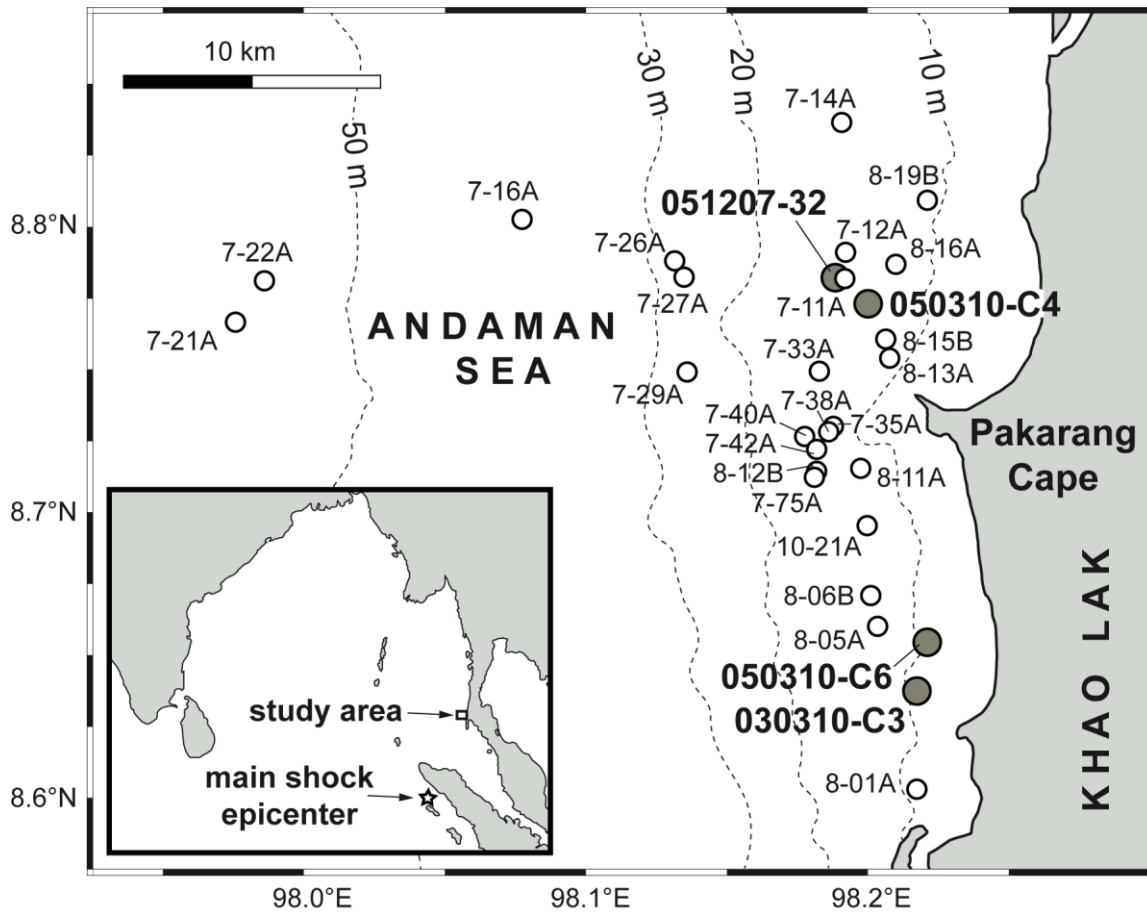 10 km
50 m
30 m
20 m
10 m
7-14A
7-16A
8-19B
051207-32
8.8°N
7-12A
7-22A
7-26A
8-16A
7-27A
7-11A
050310-C4
7-21A
ANDAMAN
SEA
7-33A
8-15B
8-13A
7-29A
7-38A
7-40A
7-35A
7-42A
Pakarang
Cape
8-12B
8-11A
7-75A
8.7°N
10-21A
8-06B
8-05A
050310-C6
030310-C3
KHAO LAK
study area
main shock
epicenter
8.6°N
8-01A
98.0°E
98.1°E
98.2°E